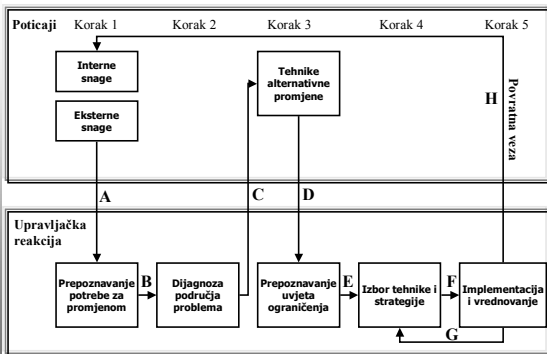 Poticaji Korak 1 Korak 2 Korak 3 Korak 4 Korak 5
Interne
snage
Tehnike
alternativne
promjene
Eksterne
snage
H
Povratna veza
A
C
D
Upravljačka
reakcija
Prepoznavanje
potrebe za
promjenom
B
Dijagnoza
područja
problema
Prepoznavanje
uvjeta
ograničenja
E
Izbor tehnike i
strategije
F
Implementacija
i vrednovanje
G